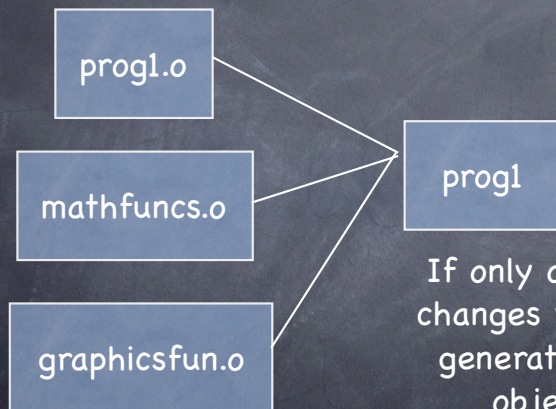 prog1.o
mathfuncs.o
graphicsfun.o
prog1
If only
changes
generat
obje